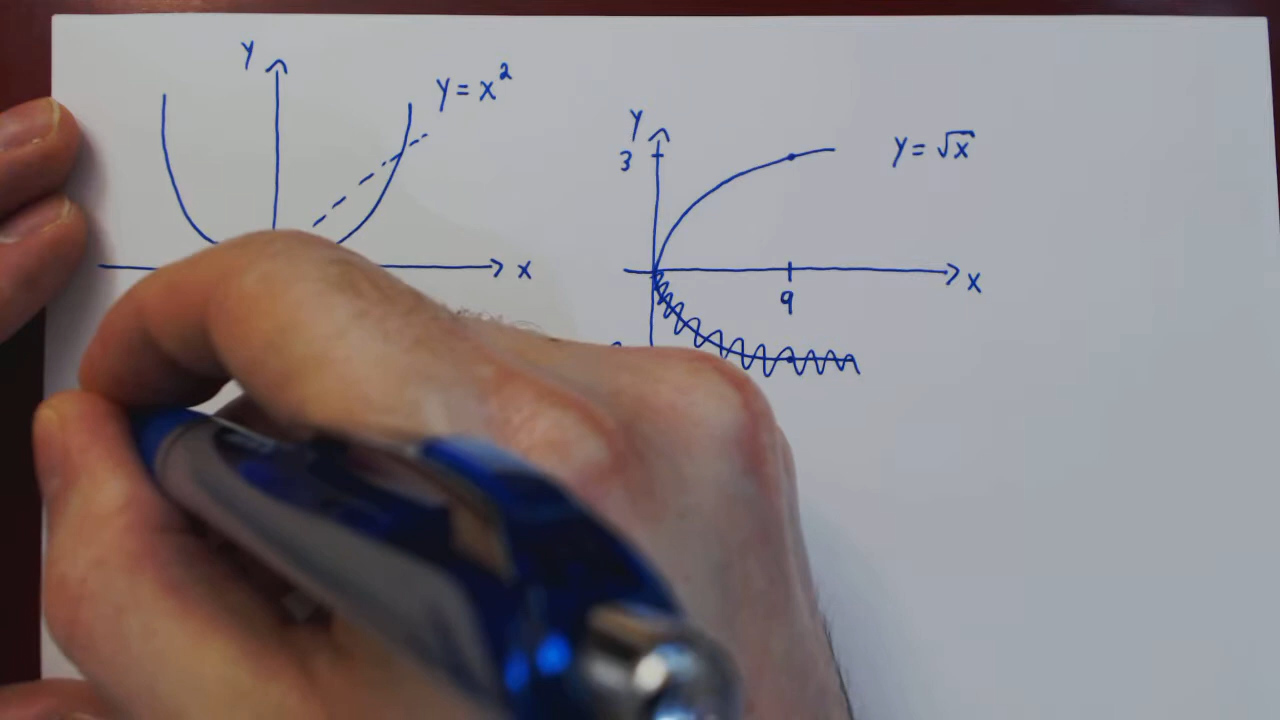 y
y = x²
x
y
3
y = √x
9
x